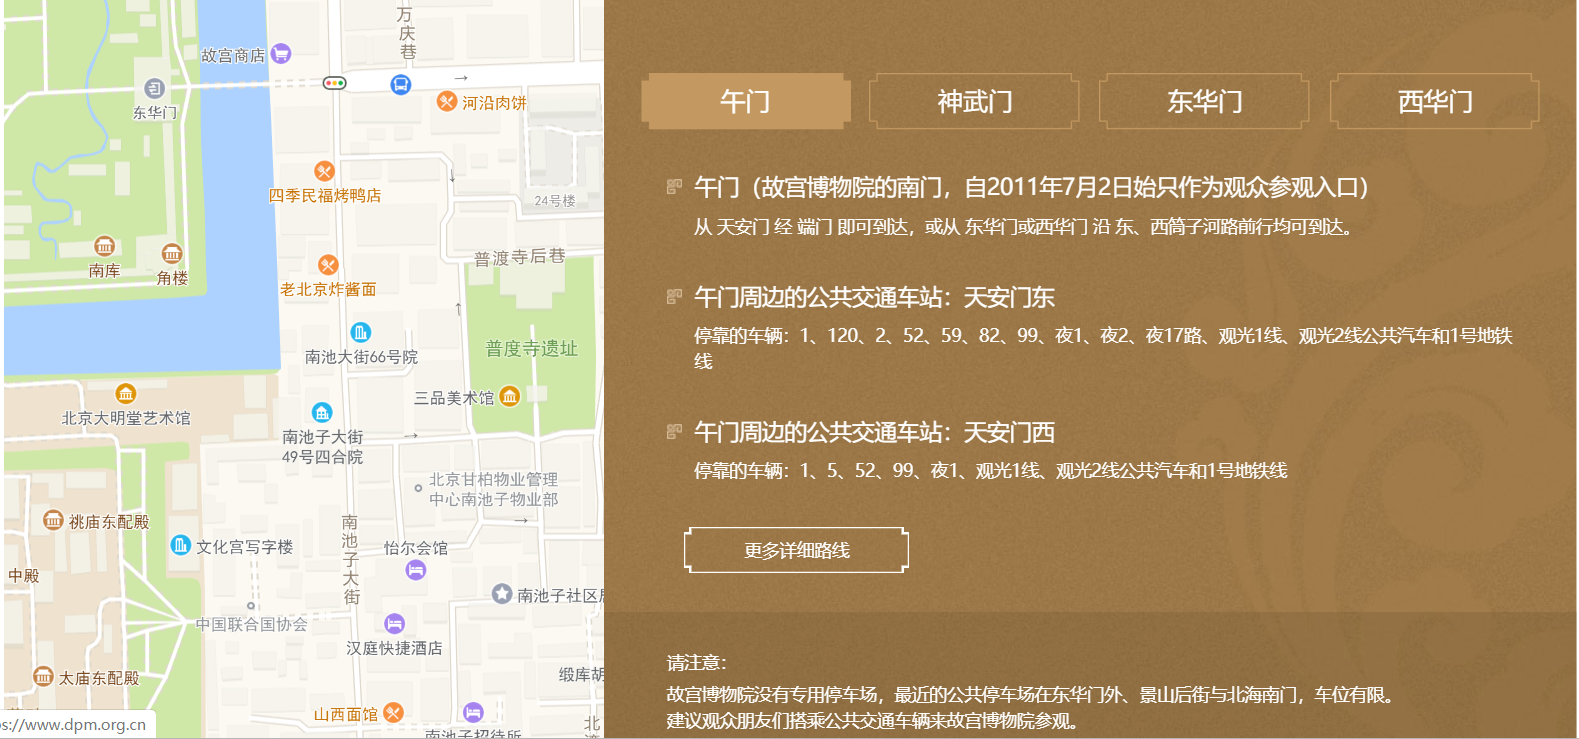 万庆巷
故宫商店
东华门
河沿肉饼
四季民福烤鸭店
24号楼
普渡寺后巷
南库
角楼
老北京炸酱面
南池大街66号院
普度寺遗址
三品美术馆
北京大明堂艺术馆
南池子大街
49号四合院
北京甘柏物业管理
中心南池子物业部
祧庙东配殿
文化宫写字楼
南池子大街
怡尔会馆
中殿
南池子社区
中国联合国协会
汉庭快捷酒店
太庙东配殿
缎库胡
山西面馆
北
南池子招待所
s://www.dpm.org.cn
午门
神武门
东华门
西华门
午门（故宫博物院的南门，自2011年7月2日始只作为观众参观入口）
从 天安门 经 端门 即可到达，或从 东华门或西华门 沿 东、西筒子河路前行均可到达。
午门周边的公共交通车站：天安门东
停靠的车辆：1、120、2、52、59、82、99、夜1、夜2、夜17路、观光1线、观光2线公共汽车和1号地铁
线
午门周边的公共交通车站：天安门西
停靠的车辆：1、5、52、99、夜1、观光1线、观光2线公共汽车和1号地铁线
更多详细路线
请注意：
故宫博物院没有专用停车场，最近的公共停车场在东华门外、景山后街与北海南门，车位有限。
建议观众朋友们搭乘公共交通车辆来故宫博物院参观。